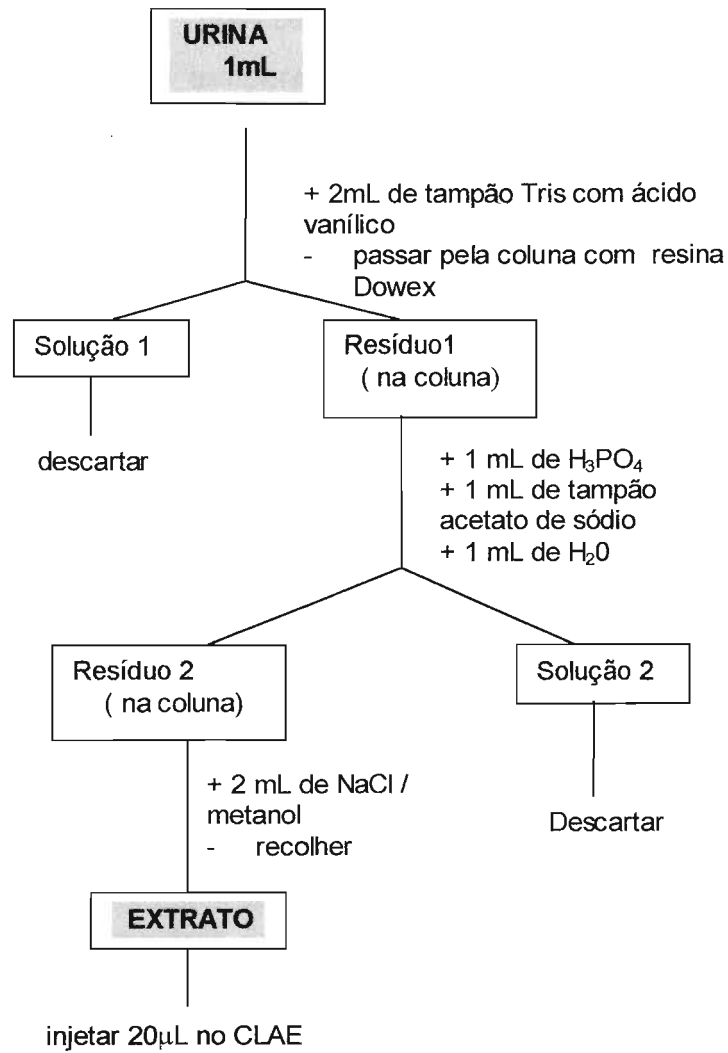 URINA
1mL
+ 2mL de tampão Tris com ácido
vanílico
- passar pela coluna com resina
Dowex
Solução 1
Resíduo1
( na coluna)
descartar
+ 1 mL de H₃PO₄
+ 1 mL de tampão
acetato de sódio
+ 1 mL de H₂0
Resíduo 2
( na coluna)
Solução 2
+ 2 mL de NaCl /
metanol
- recolher
Descartar
EXTRATO
injetar 20µL no CLAE